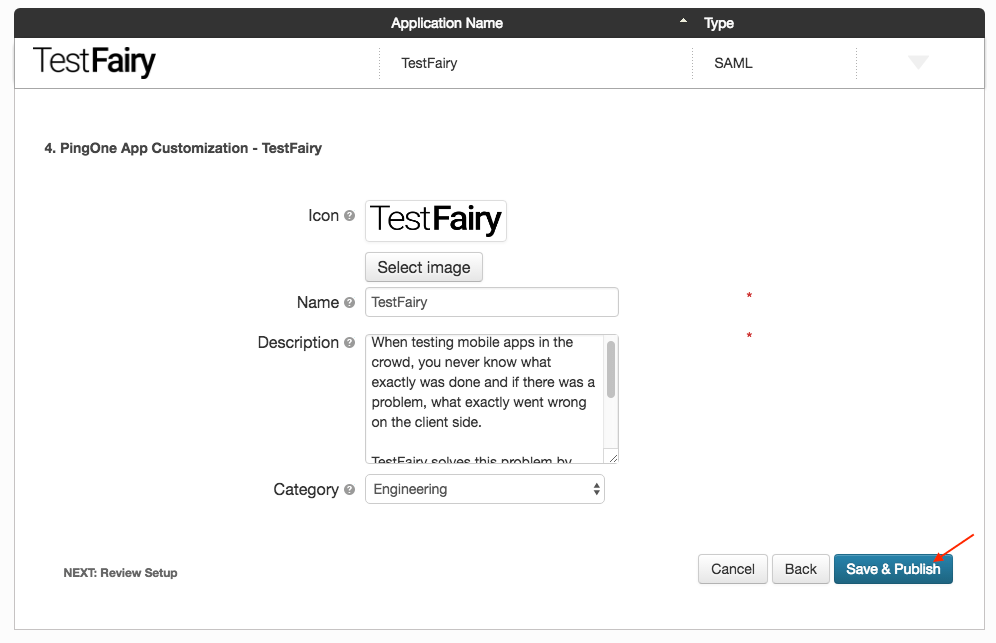 Application Name Type
TestFairy TestFairy SAML
4. PingOne App Customization - TestFairy
Icon TestFairy
Select image
Name TestFairy *
Description *
When testing mobile apps in the
crowd, you never know what
exactly was done and if there was a
problem, what exactly went wrong
on the client side.
TestFairy solves this problem by
Category Engineering
NEXT: Review Setup Cancel Back Save & Publish